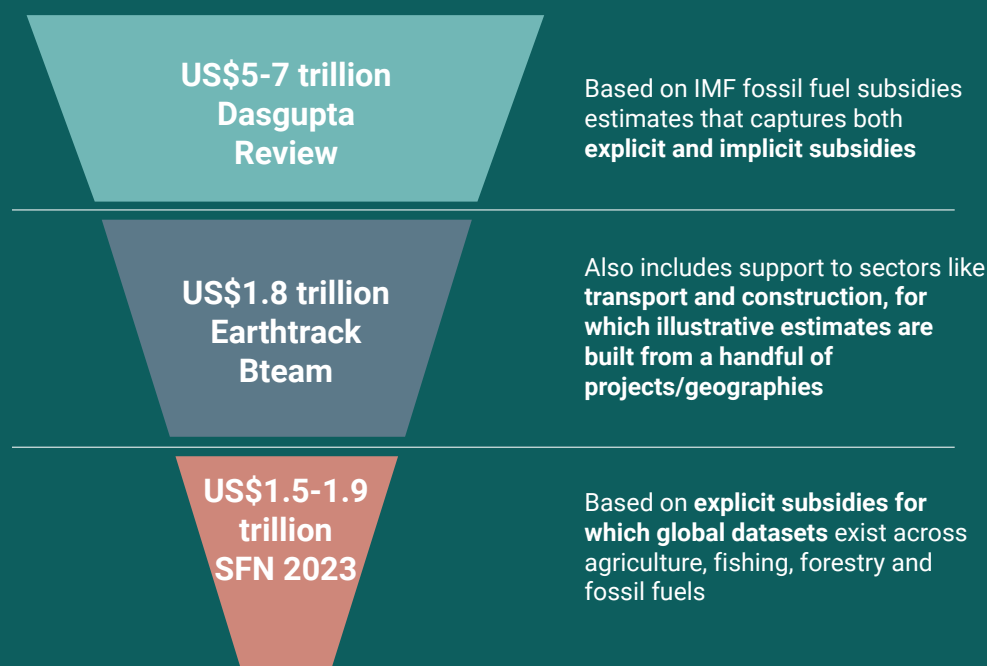 US$5-7 trillion
Dasgupta
Review
Based on IMF fossil fuel subsidies
estimates that captures both
explicit and implicit subsidies
US$1.8 trillion
Earthtrack
Bteam
Also includes support to sectors like
transport and construction, for
which illustrative estimates are
built from a handful of
projects/geographies
US$1.5-1.9
trillion
SFN 2023
Based on explicit subsidies for
which global datasets exist across
agriculture, fishing, forestry and
fossil fuels